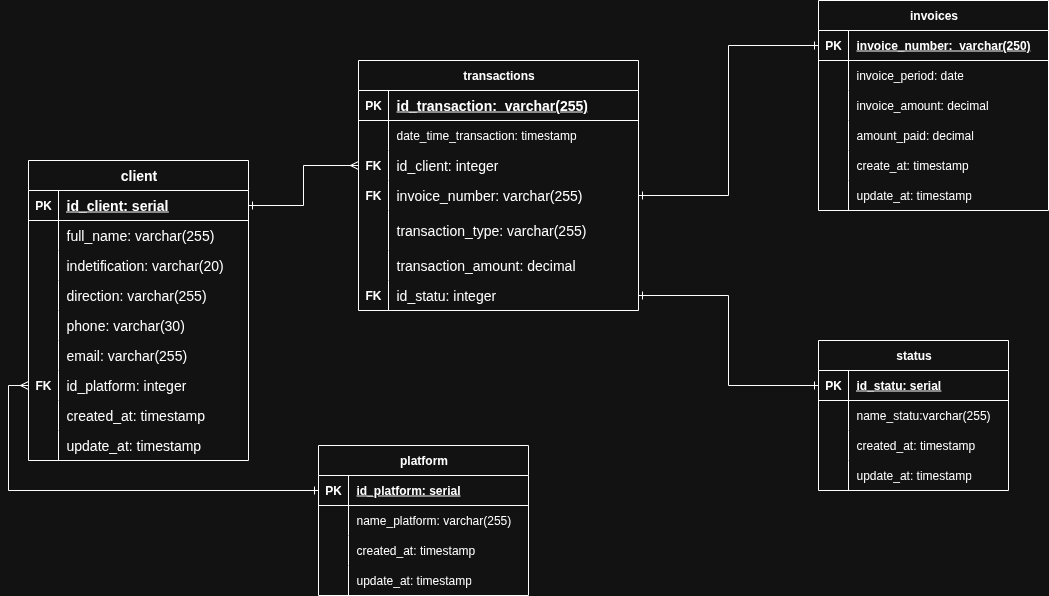 invoices
PK invoice_number: varchar(250)
invoice_period: date
invoice_amount: decimal
amount_paid: decimal
create_at: timestamp
update_at: timestamp
transactions
PK id_transaction: varchar(255)
date_time_transaction: timestamp
FK id_client: integer
FK invoice_number: varchar(255)
transaction_type: varchar(255)
transaction_amount: decimal
FK id_statu: integer
client
PK id_client: serial
full_name: varchar(255)
indetification: varchar(20)
direction: varchar(255)
phone: varchar(30)
email: varchar(255)
FK id_platform: integer
created_at: timestamp
update_at: timestamp
status
PK id_statu: serial
name_statu:varchar(255)
created_at: timestamp
update_at: timestamp
platform
PK id_platform: serial
name_platform: varchar(255)
created_at: timestamp
update_at: timestamp